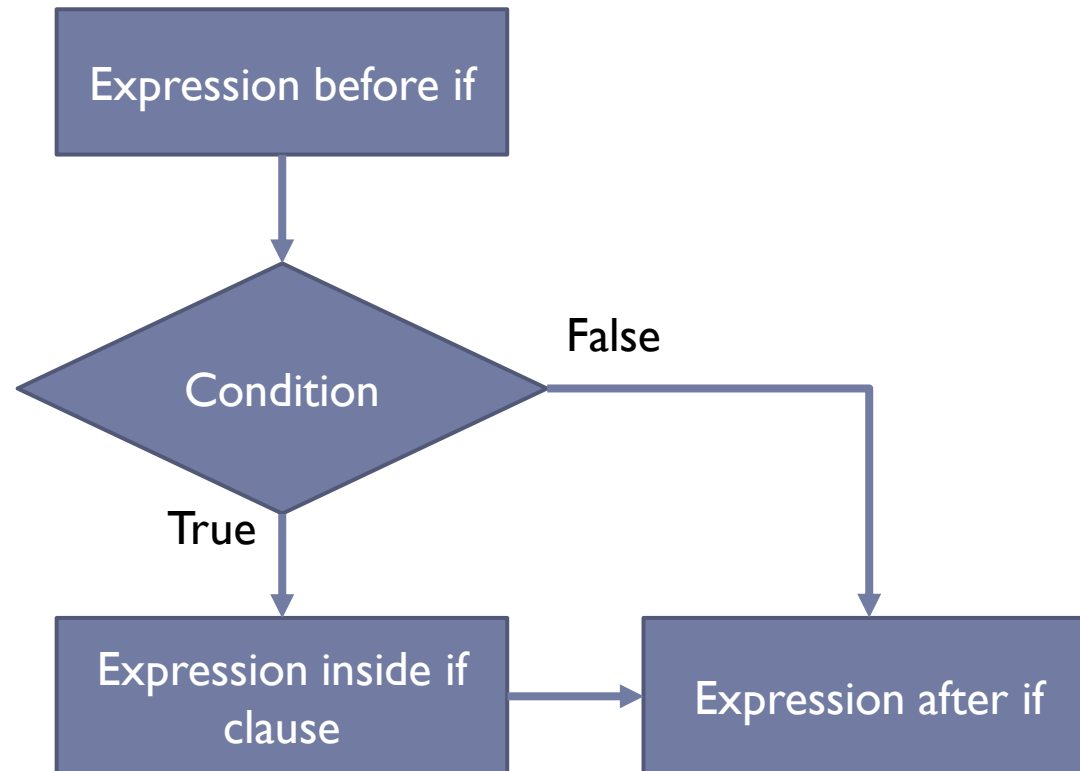 Expression before if
False
Condition
True
Expression inside if
clause
Expression after if